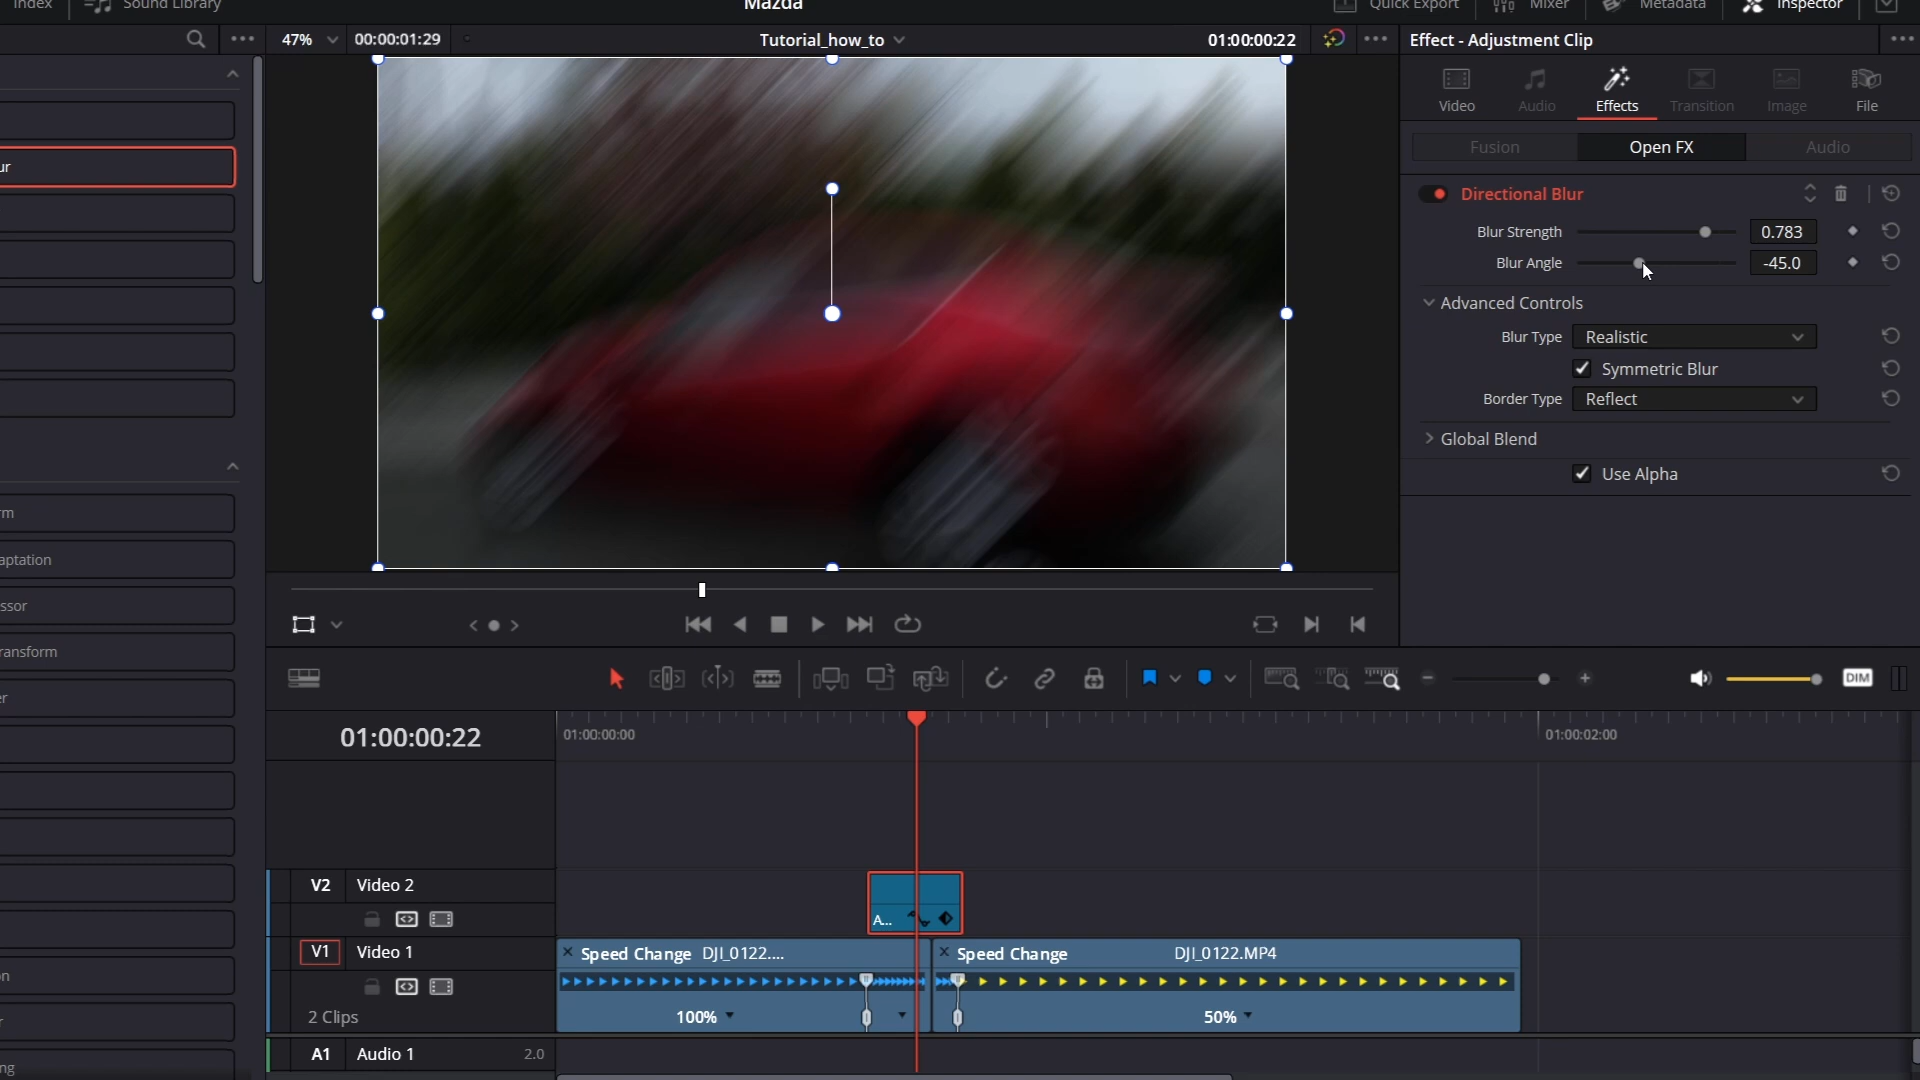 Index
Sound Library
Mazda
Quick Export
Mixer
Metadata
Inspector
47%
00:00:01:29
Tutorial_how_to
01:00:00:22
Effect - Adjustment Clip
Video
Audio
Effects
Transition
Image
File
Fusion
Open FX
Audio
Directional Blur
Blur Strength
0.783
Blur Angle
-45.0
Advanced Controls
Blur Type
Realistic
Symmetric Blur
Border Type
Reflect
Global Blend
Use Alpha
ur
rm
aptation
ssor
ransform
er
on
r
ng
DIM
01:00:00:22
01:00:00:00
01:00:02:00
V2
Video 2
A...
V1
Video 1
Speed Change
DJI_0122....
Speed Change
DJI_0122.MP4
2 Clips
100%
50%
A1
Audio 1
2.0